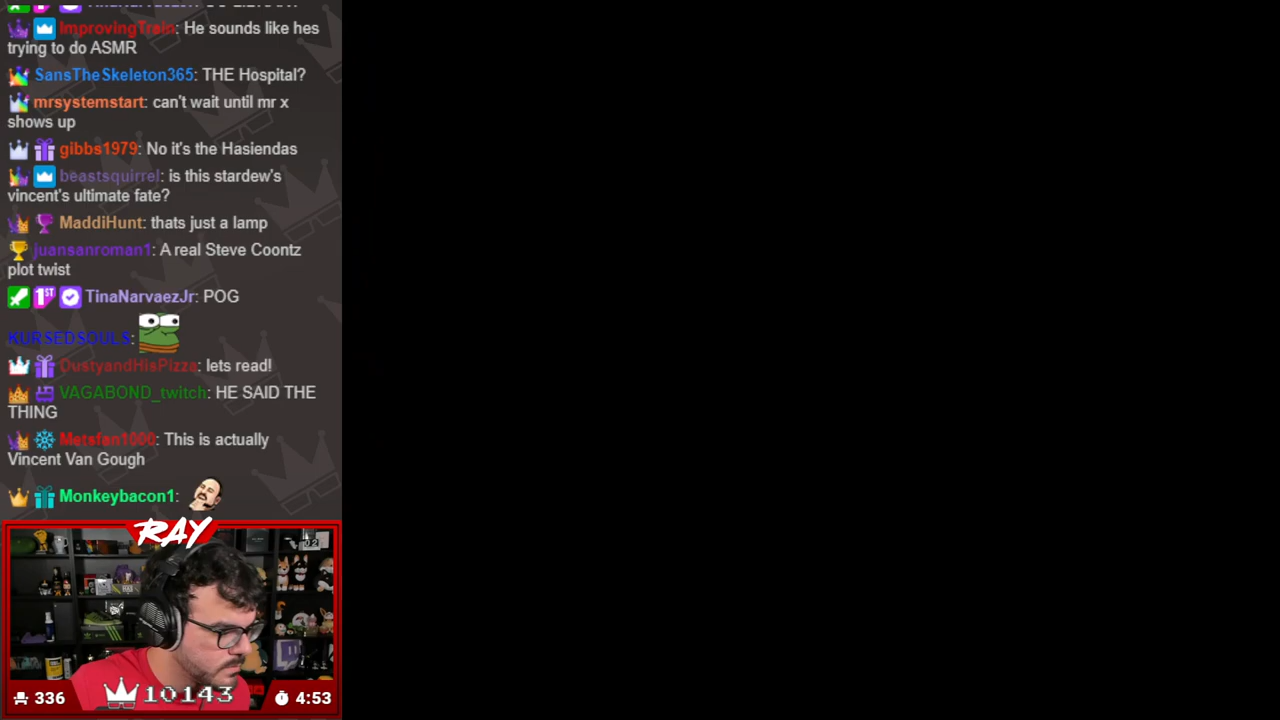 ImprovingTrain: He sounds like hes
trying to do ASMR
SansTheSkeleton365: THE Hospital?
mrsystemstart: can't wait until mr x
shows up
gibbs1979: No it's the Hasiendas
beastsquirrel: is this stardew's
vincent's ultimate fate?
MaddiHunt: thats just a lamp
juansanroman1: A real Steve Coontz
plot twist
1ST TinaNarvaezJr: POG
KURSEDSOULS:
DustyandHisPizza: lets read!
VAGABOND_twitch: HE SAID THE
THING
Metsfan1000: This is actually
Vincent Van Gough
Monkeybacon1:
RAY
336
10143
4:53